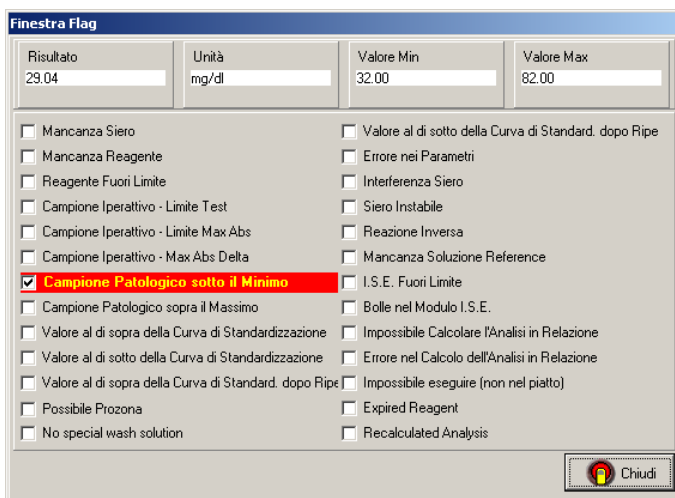 Finestra Flag
Risultato
Unità
Valore Min
Valore Max
29.04
mg/dl
32.00
82.00
Mancanza Siero
Mancanza Reagente
Reagente Fuori Limite
Campione Iperattivo - Limite Test
Campione Iperattivo - Limite Max Abs
Campione Iperattivo - Max Abs Delta
Campione Patologico sotto il Minimo
Campione Patologico sopra il Massimo
Valore al di sopra della Curva di Standardizzazione
Valore al di sotto della Curva di Standardizzazione
Valore al di sopra della Curva di Standard. dopo Ripe
Possibile Prozona
No special wash solution
Valore al di sotto della Curva di Standard. dopo Ripe
Errore nei Parametri
Interferenza Siero
Siero Instabile
Reazione Inversa
Mancanza Soluzione Reference
I.S.E. Fuori Limite
Bolle nel Modulo I.S.E.
Impossibile Calcolare l'Analisi in Relazione
Errore nel Calcolo dell'Analisi in Relazione
Impossibile eseguire (non nel piatto)
Expired Reagent
Recalculated Analysis
Chiudi